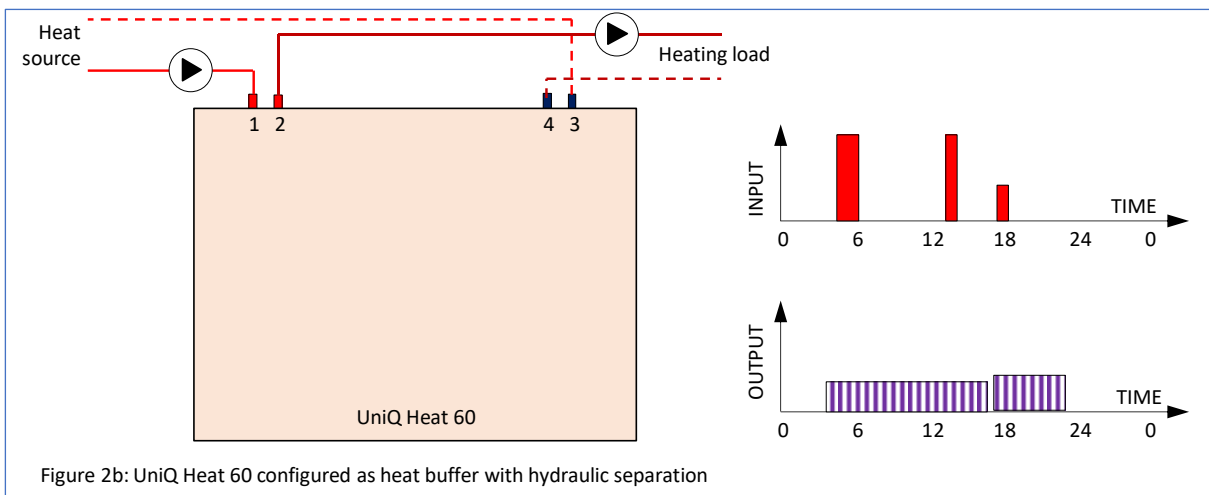 Heat
source
Heating load
1 2 4 3
UniQ Heat 60
INPUT
TIME
0 6 12 18 24 0
OUTPUT
TIME
0 6 12 18 24 0
Figure 2b: UniQ Heat 60 configured as heat buffer with hydraulic separation